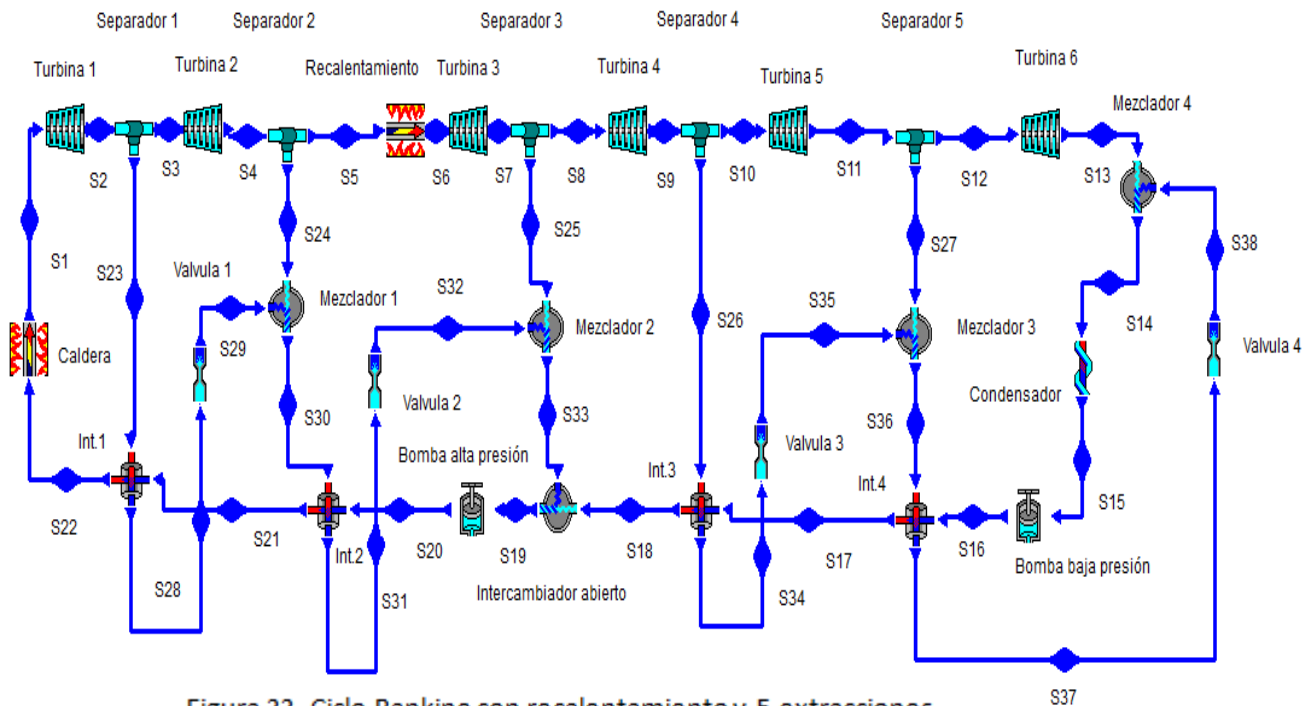 Separador 1
Separador 2
Separador 3
Separador 4
Separador 5
Turbina 1
Turbina 2
Recalentamiento
Turbina 3
Turbina 4
Turbina 5
Turbina 6
Mezclador 4
S2
S3
S4
S5
S6
S7
S8
S9
S10
S11
S12
S13
S1
S23
Valvula 1
S24
S25
S26
S27
S38
S29
Mezclador 1
S32
Mezclador 2
S35
Mezclador 3
S14
Caldera
Valvula 2
Condensador
Valvula 4
S30
S33
Valvula 3
S36
Int.1
Bomba alta presión
Int.3
Int.4
S15
S22
S21
Int.2
S20
S19
S18
S17
S16
Bomba baja presión
S28
S31
Intercambiador abierto
S34
S37